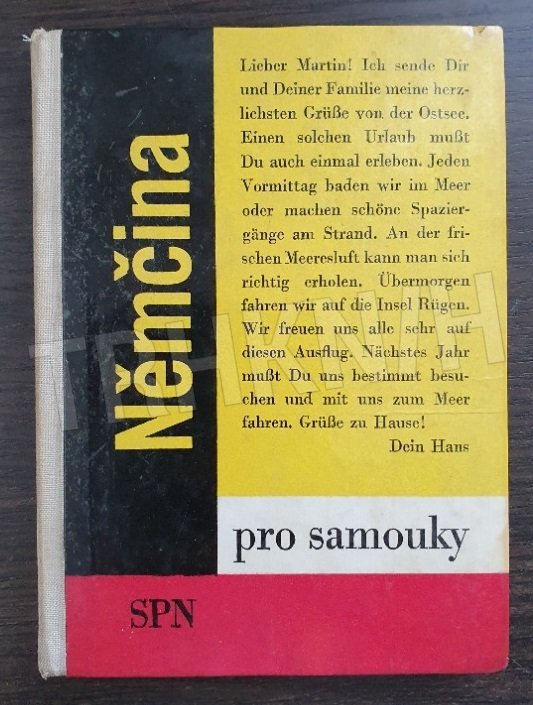 Němčina
Lieber Martin! Ich sende Dir
und Deiner Familie meine herz-
lichsten Grüße von der Ostsee.
Einen solchen Urlaub mußt
Du auch einmal erleben. Jeden
Vormittag baden wir im Meer
oder machen schöne Spazier-
gänge am Strand. An der fri-
schen Meeresluft kann man sich
richtig erholen. Übermorgen
fahren wir auf die Insel Rügen.
Wir freuen uns alle sehr auf
diesen Ausflug. Nächstes Jahr
mußt Du uns bestimmt besu-
chen und mit uns zum Meer
fahren. Grüße zu Hause!
Dein Hans
pro samouky
SPN
TRHKNIH